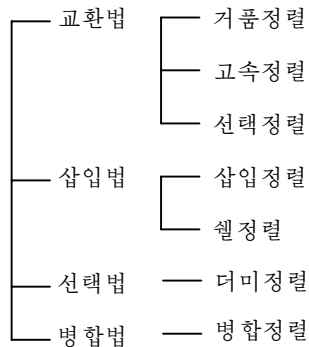 교환법 거품정렬
고속정렬
선택정렬
삽입법 삽입정렬
쉘정렬
선택법 더미정렬
병합법 병합정렬